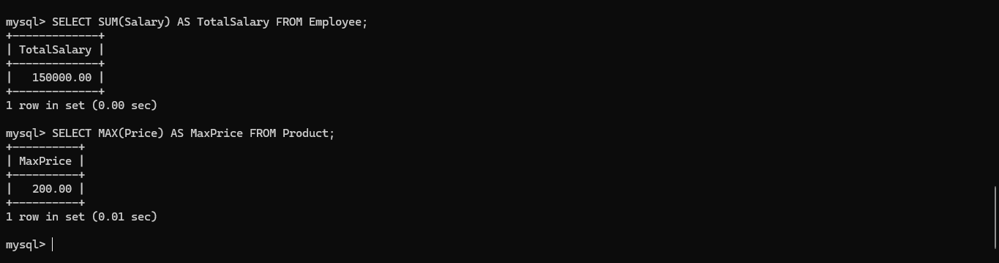 mysql> SELECT SUM(Salary) AS TotalSalary FROM Employee;
+-------------+
| TotalSalary |
+-------------+
|   150000.00 |
+-------------+
1 row in set (0.00 sec)

mysql> SELECT MAX(Price) AS MaxPrice FROM Product;
+----------+
| MaxPrice |
+----------+
|   200.00 |
+----------+
1 row in set (0.01 sec)

mysql>